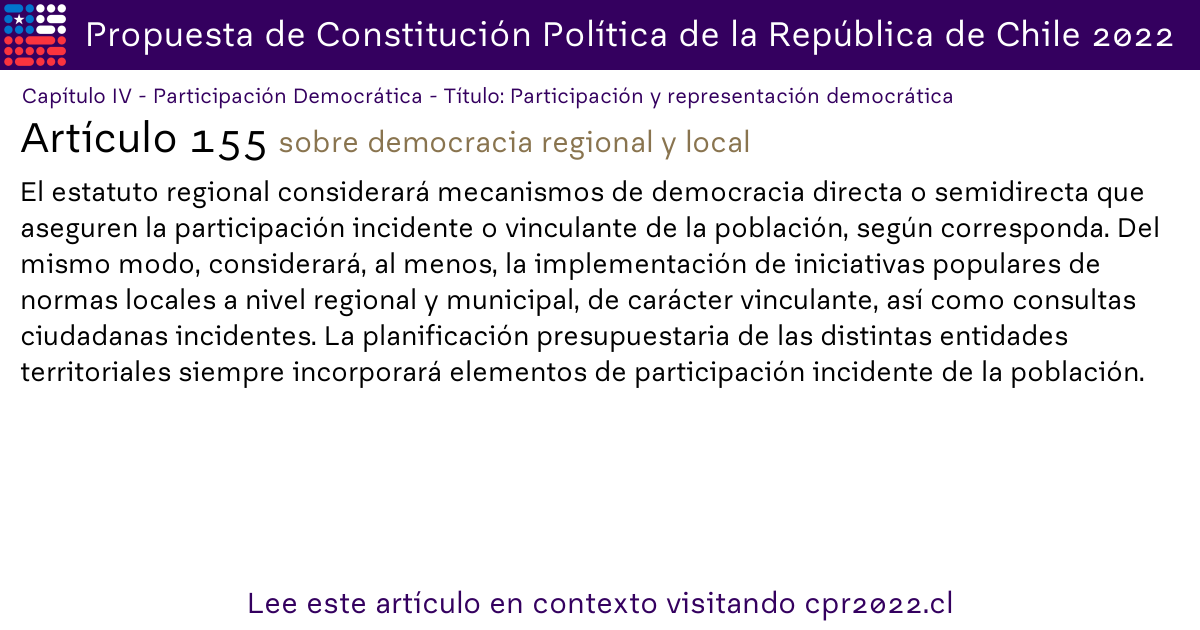 Propuesta de Constitución Política de la República de Chile 2022
Capítulo IV - Participación Democrática - Título: Participación y representación democrática
Artículo 155 sobre democracia regional y local
El estatuto regional considerará mecanismos de democracia directa o semidirecta que
aseguren la participación incidente o vinculante de la población, según corresponda. Del
mismo modo, considerará, al menos, la implementación de iniciativas populares de
normas locales a nivel regional y municipal, de carácter vinculante, así como consultas
ciudadanas incidentes. La planificación presupuestaria de las distintas entidades
territoriales siempre incorporará elementos de participación incidente de la población.
Lee este artículo en contexto visitando cpr2022.cl